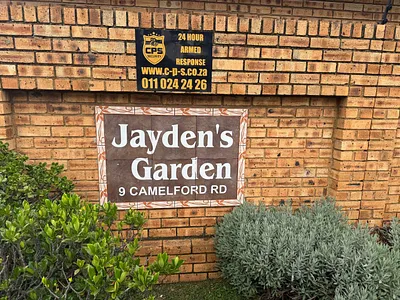 CPS
24 HOUR
ARMED
RESPONSE
www.c-p-s.co.za
011 024 24 26
Jayden's
Garden
9 CAMELFORD RD